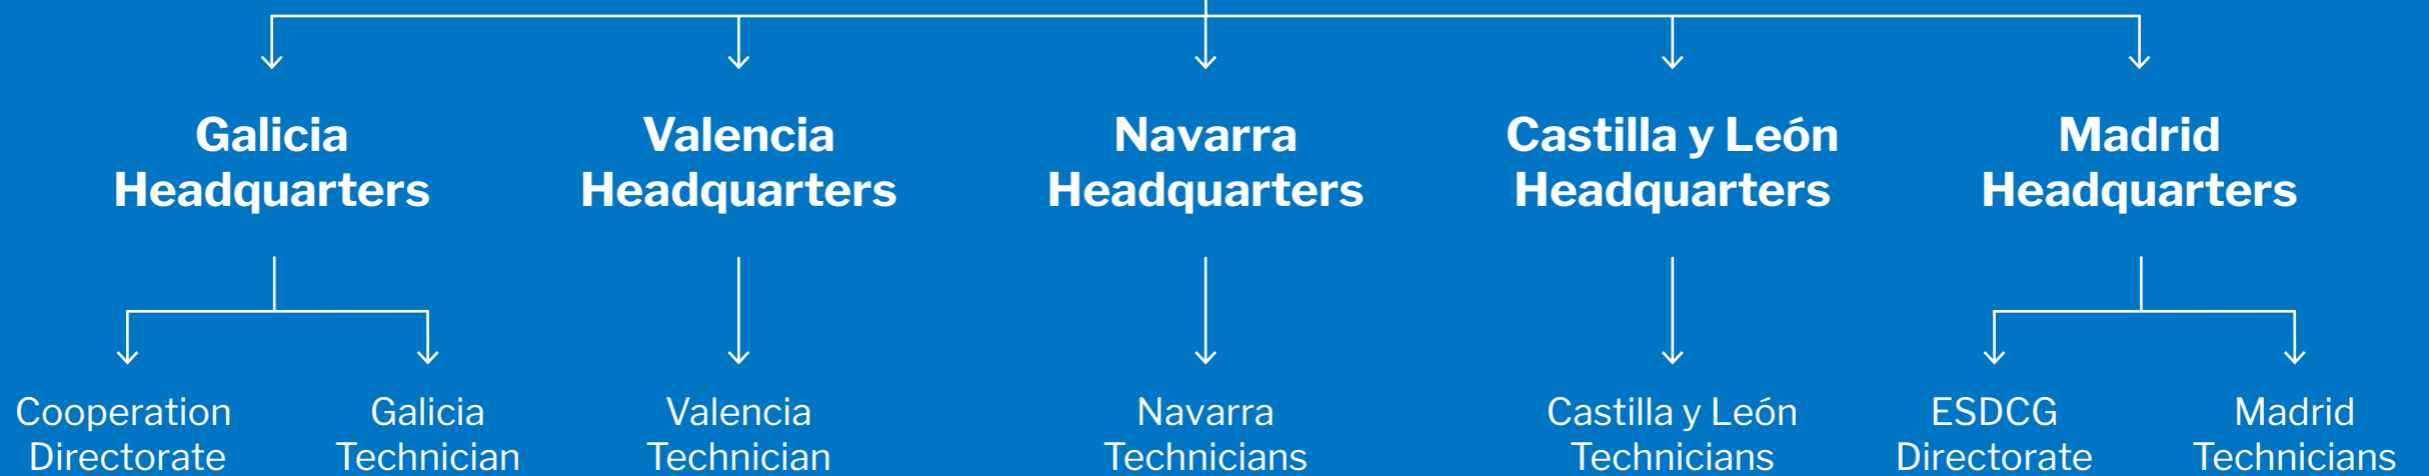 Galicia
Headquarters
Valencia
Headquarters
Navarra
Headquarters
Castilla y León
Headquarters
Madrid
Headquarters
Cooperation
Directorate
Galicia
Technician
Valencia
Technician
Navarra
Technicians
Castilla y León
Technicians
ESDCG
Directorate
Madrid
Technicians